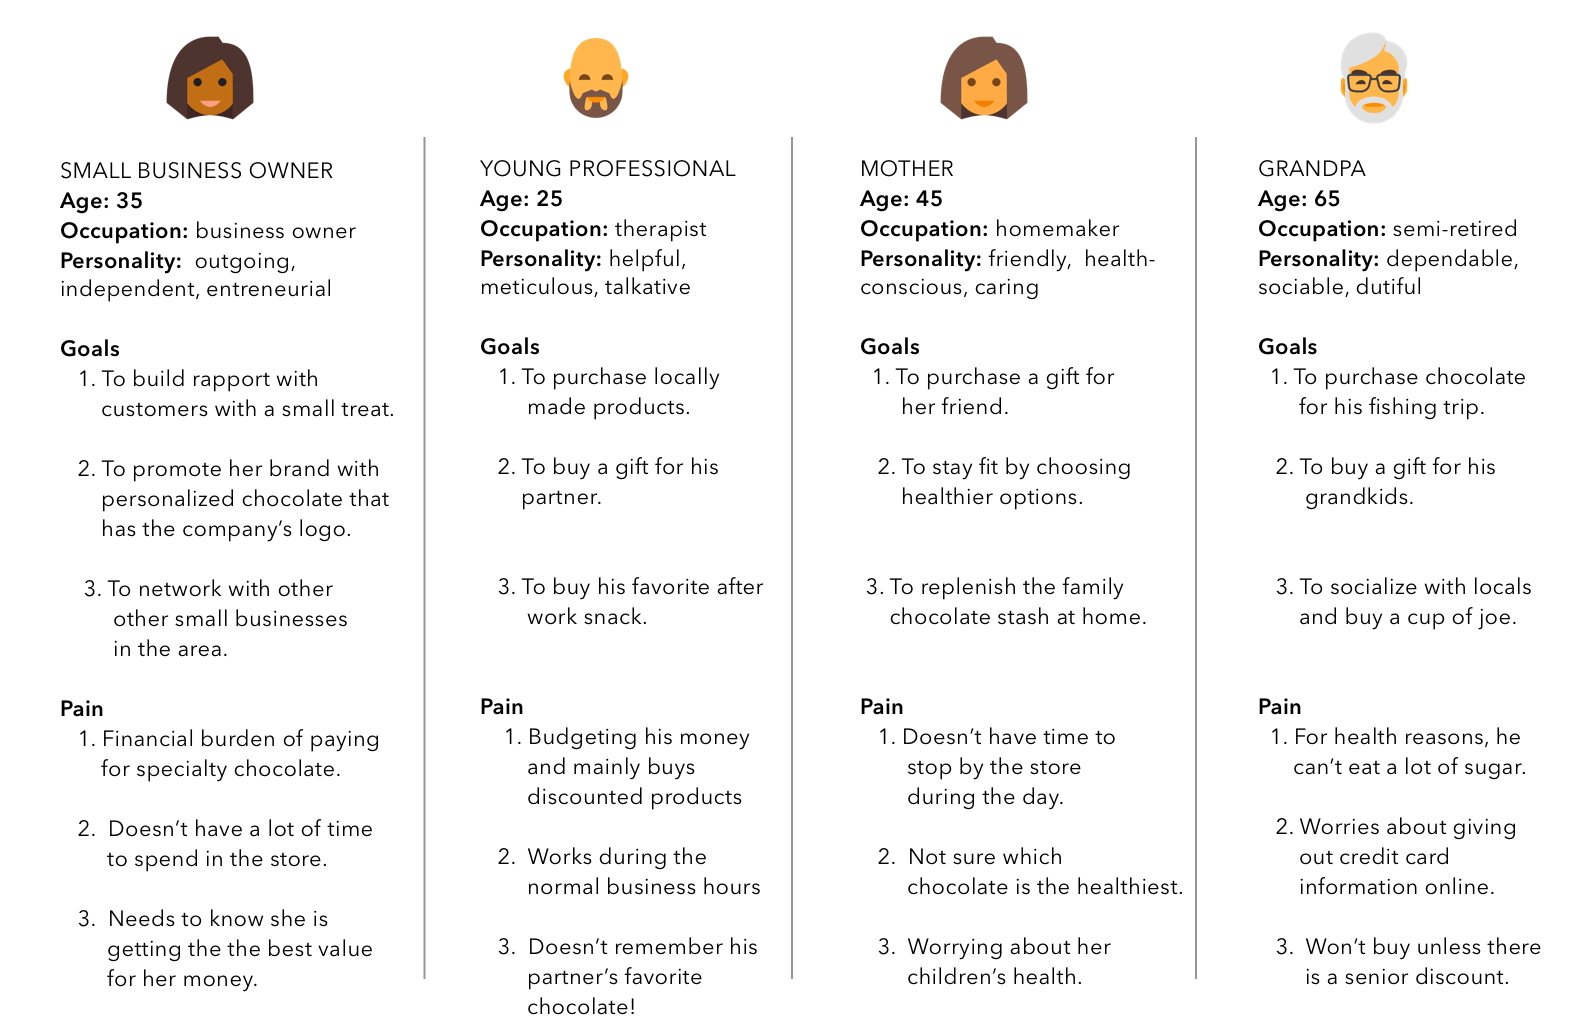 SMALL BUSINESS OWNER
Age: 35
Occupation: business owner
Personality:  outgoing,
independent, entreneurial
Goals
1. To build rapport with
customers with a small treat.
2. To promote her brand with
personalized chocolate that
has the company’s logo.
3. To network with other
other small businesses
in the area.
Pain
1. Financial burden of paying
for specialty chocolate.
2.  Doesn’t have a lot of time
to spend in the store.
3.  Needs to know she is
getting the the best value
for her money.
YOUNG PROFESSIONAL
Age: 25
Occupation: therapist
Personality: helpful,
meticulous, talkative
Goals
1. To purchase locally
made products.
2. To buy a gift for his
partner.
3. To buy his favorite after
work snack.
Pain
1. Budgeting his money
and mainly buys
discounted products
2.  Works during the
normal business hours
3.  Doesn’t remember his
partner’s favorite
chocolate!
MOTHER
Age: 45
Occupation: homemaker
Personality: friendly,  health-
conscious, caring
Goals
1. To purchase a gift for
her friend.
2. To stay fit by choosing
healthier options.
3. To replenish the family
chocolate stash at home.
Pain
1. Doesn’t have time to
stop by the store
during the day.
2.  Not sure which
chocolate is the healthiest.
3.  Worrying about her
children’s health.
GRANDPA
Age: 65
Occupation: semi-retired
Personality: dependable,
sociable, dutiful
Goals
1. To purchase chocolate
for his fishing trip.
2. To buy a gift for his
grandkids.
3. To socialize with locals
and buy a cup of joe.
Pain
1. For health reasons, he
can’t eat a lot of sugar.
2. Worries about giving
out credit card
information online.
3.  Won’t buy unless there
is a senior discount.